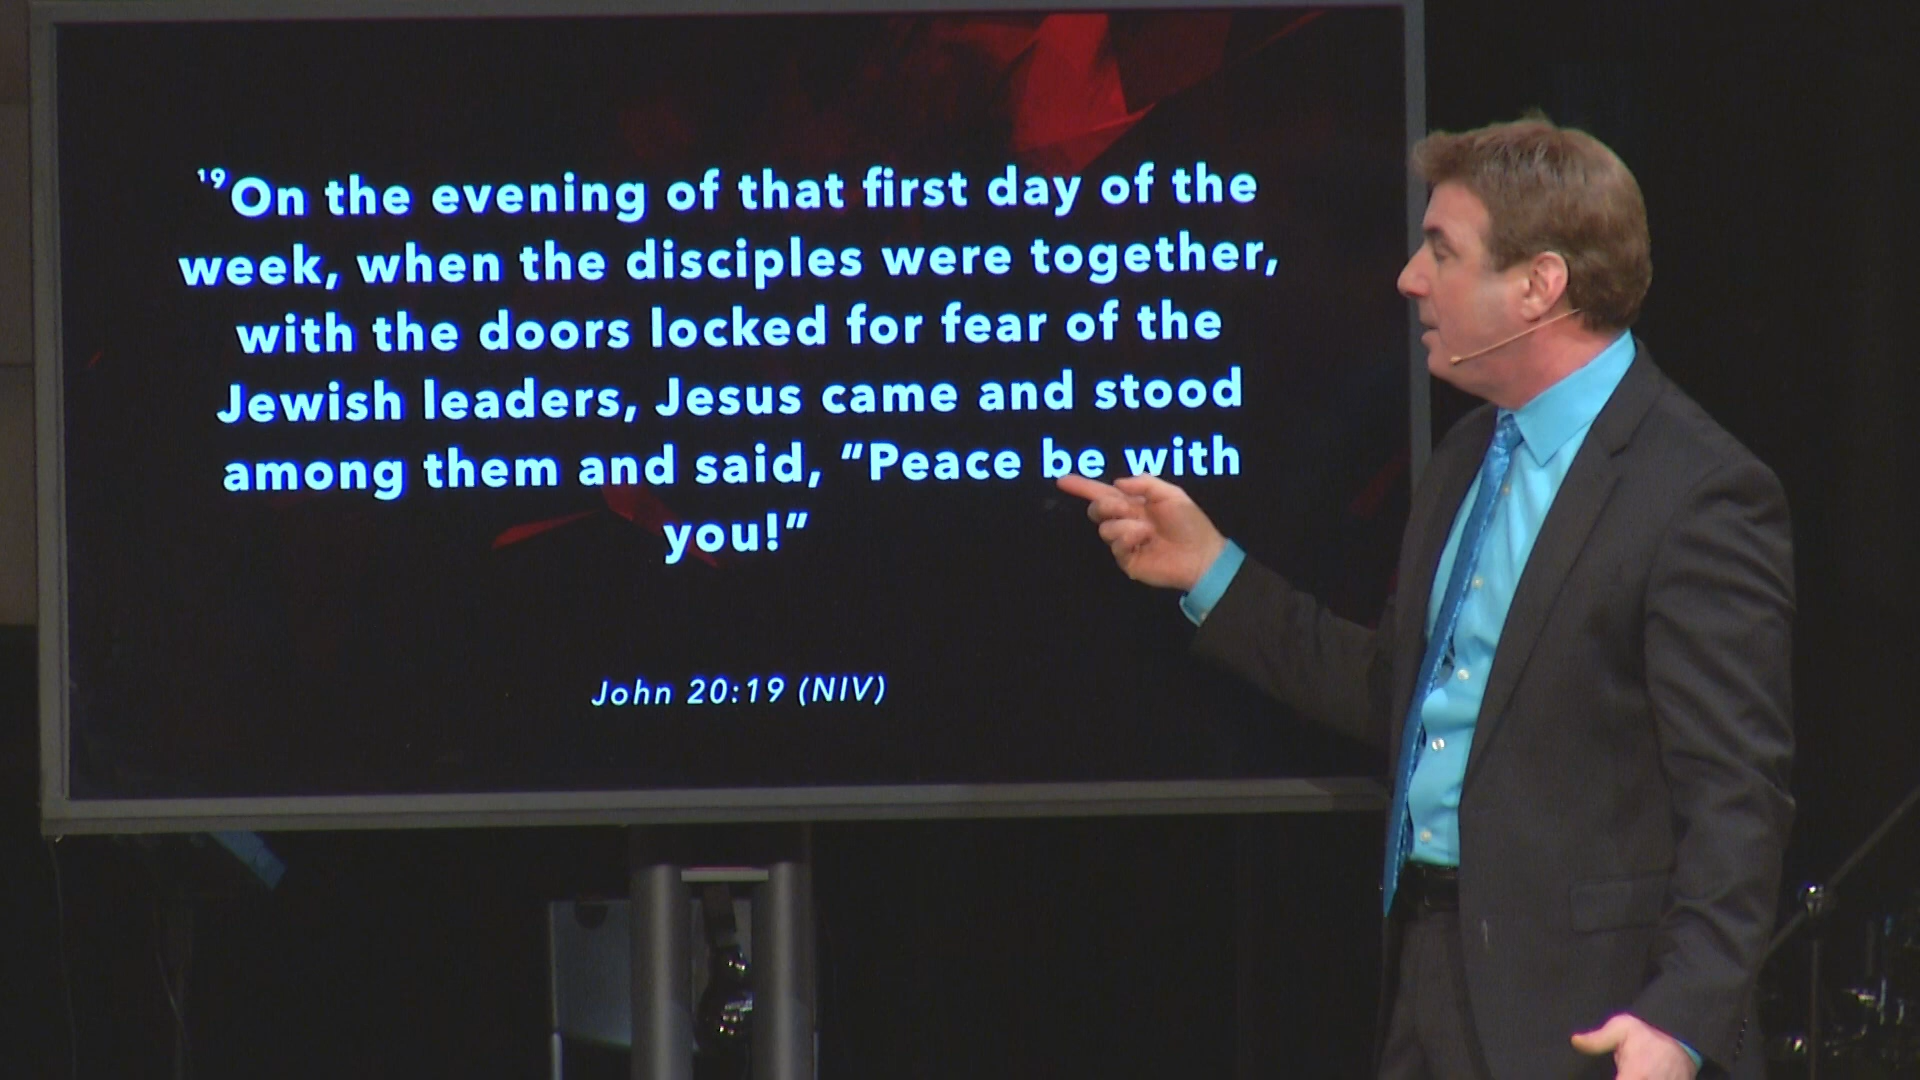 ¹⁹On the evening of that first day of the
week, when the disciples were together,
with the doors locked for fear of the
Jewish leaders, Jesus came and stood
among them and said, "Peace be with
you!"
John 20:19 (NIV)